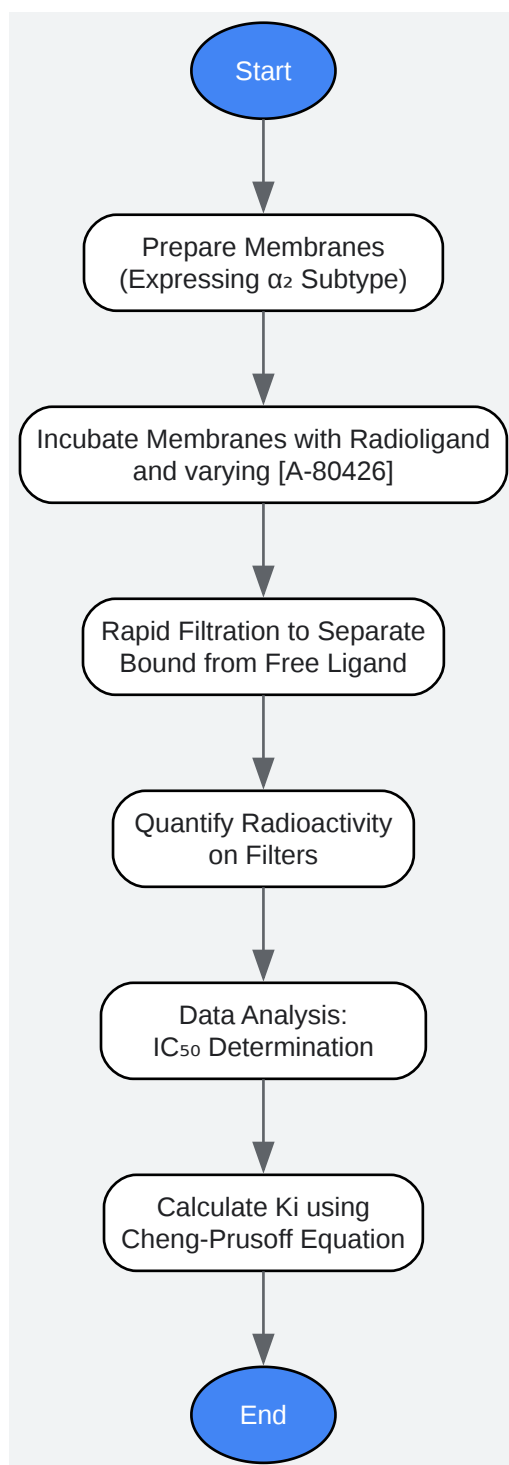 Start
Prepare Membranes
(Expressing α₂ Subtype)
Incubate Membranes with Radioligand
and varying [A-80426]
Rapid Filtration to Separate
Bound from Free Ligand
Quantify Radioactivity
on Filters
Data Analysis:
IC₅₀ Determination
Calculate Ki using
Cheng-Prusoff Equation
End